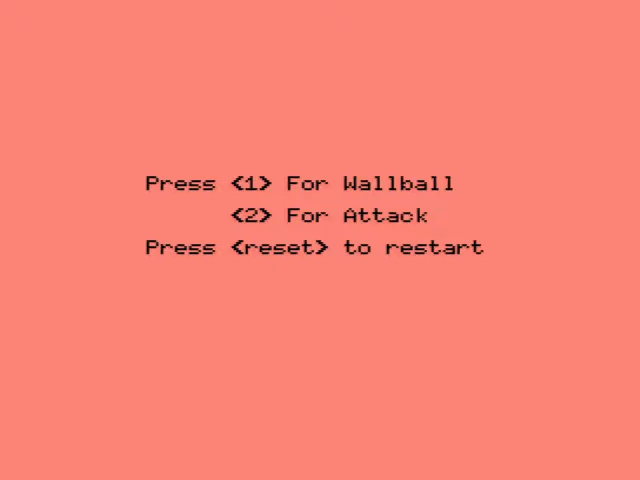 Press <1> For Wallball
<2> For Attack
Press <reset> to restart